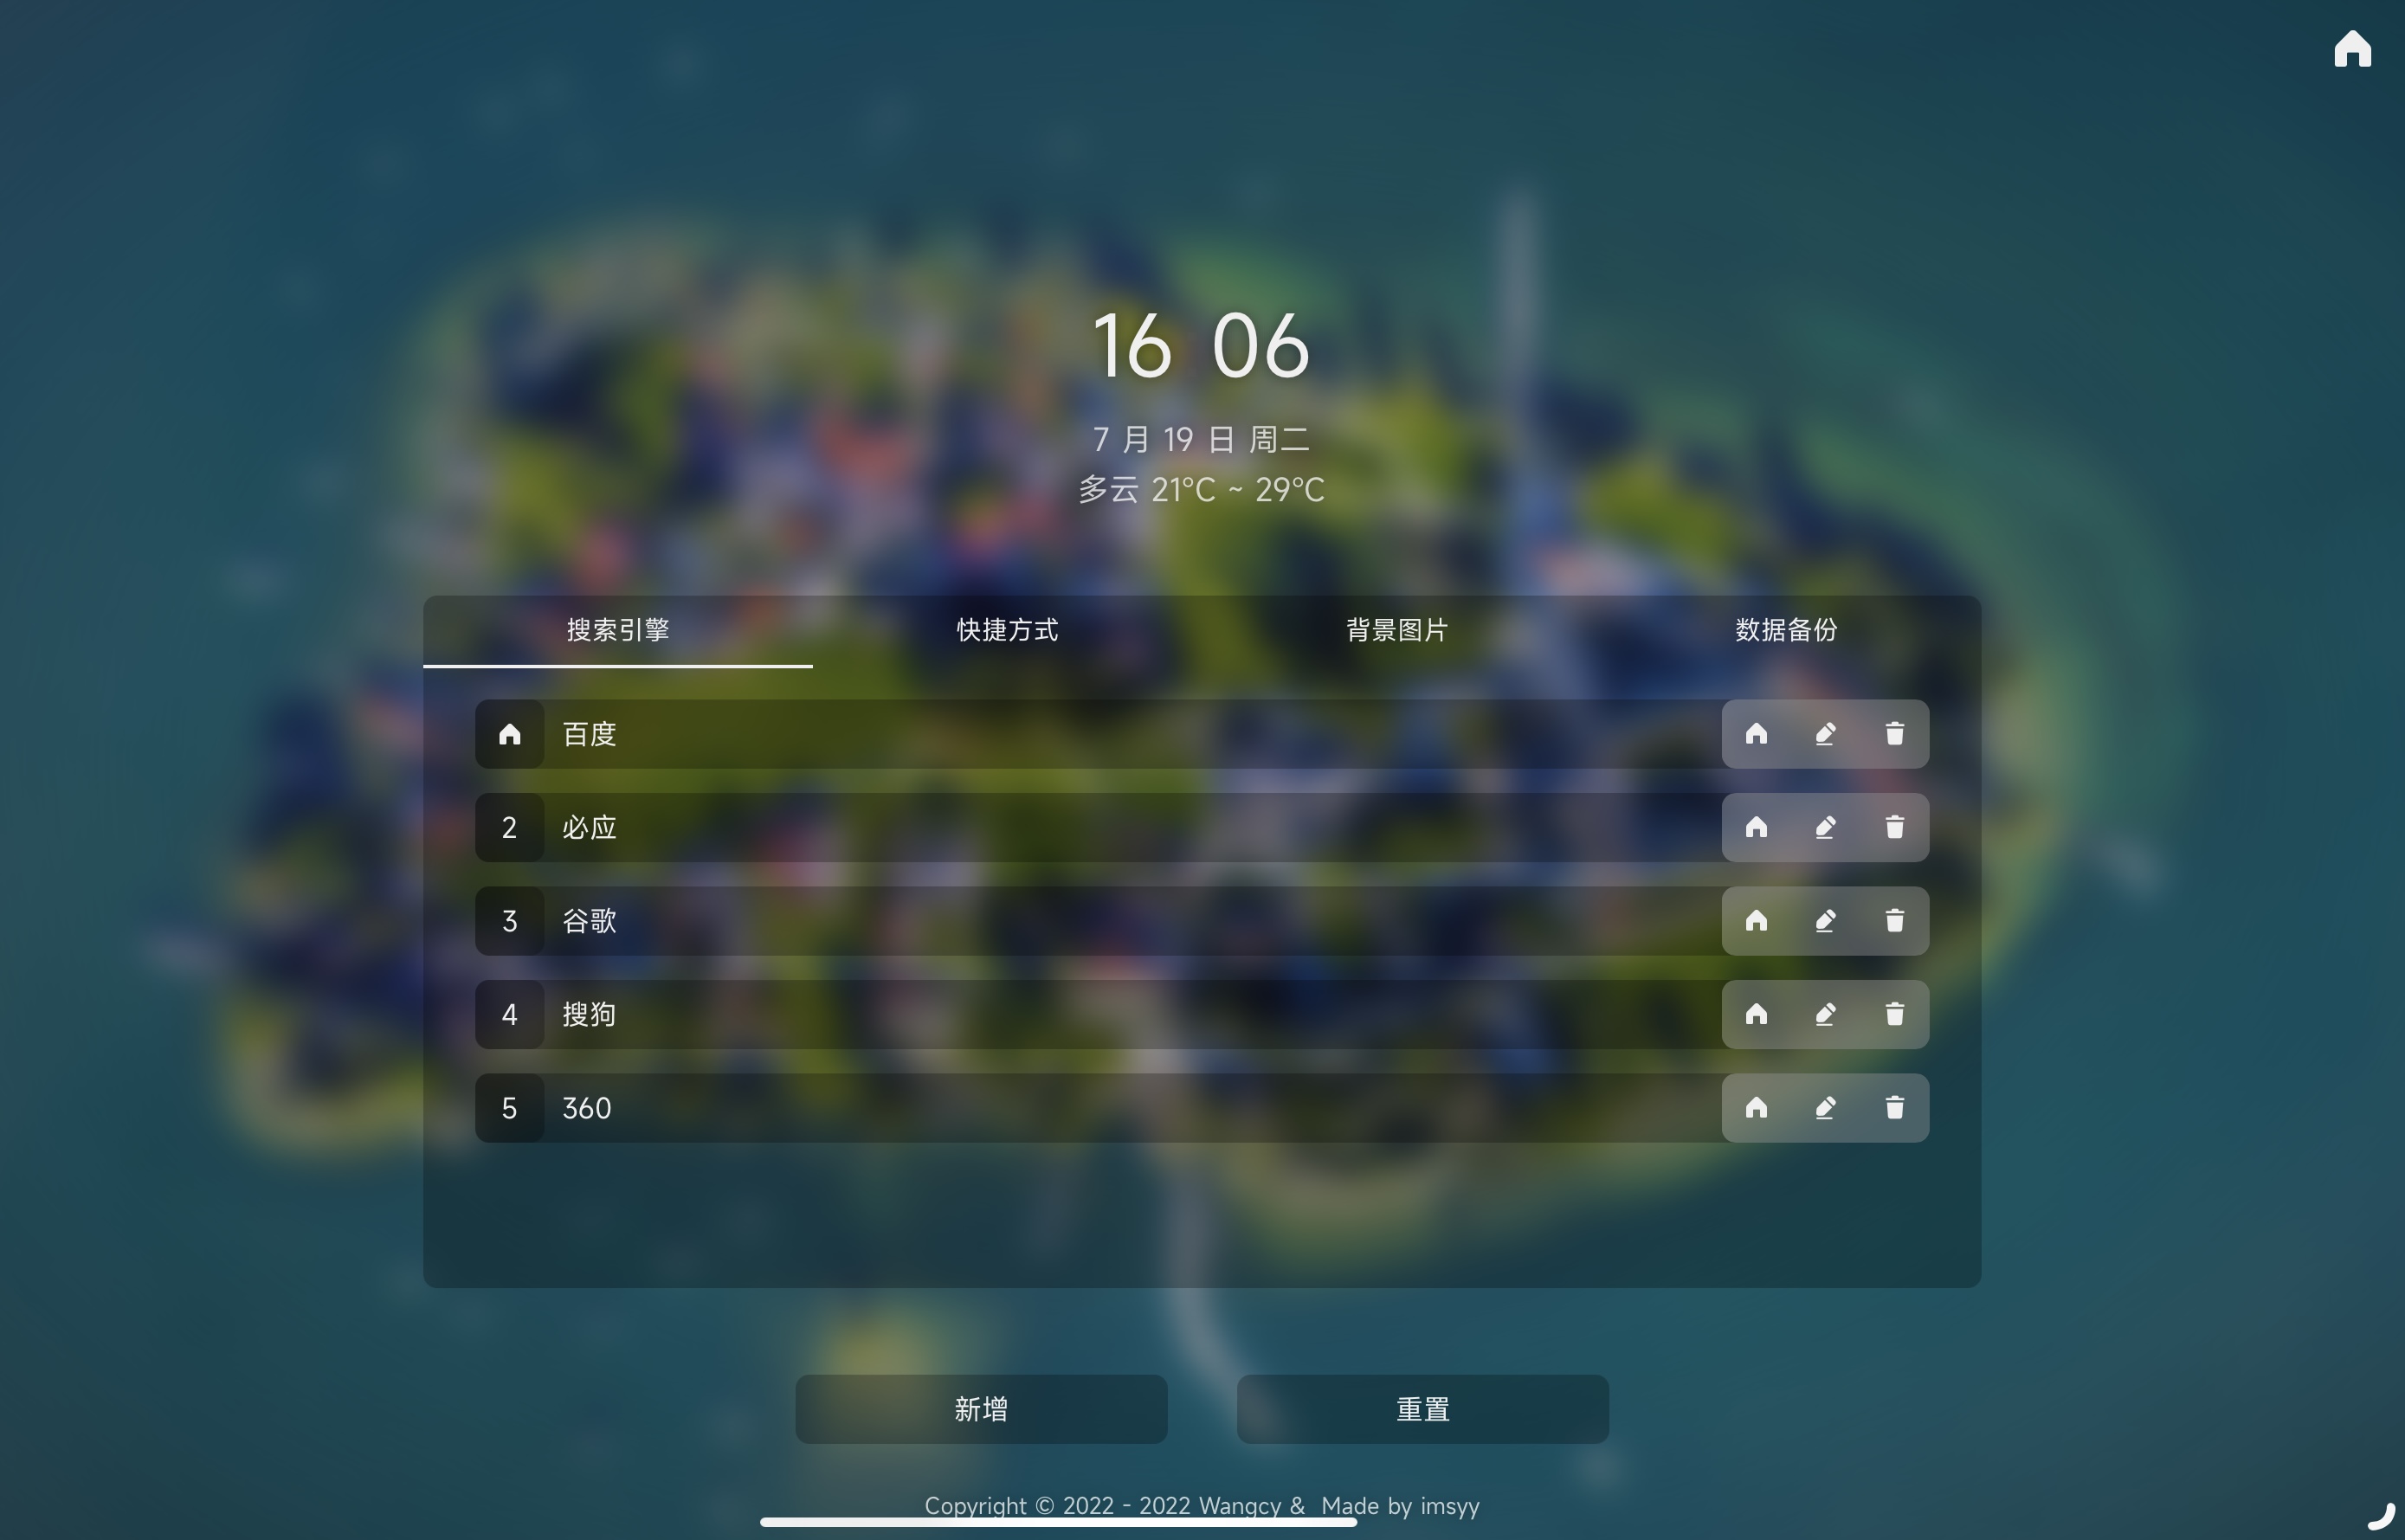 16 06
7 月 19 日 周二
多云 21°C ~ 29°C
搜索引擎 快捷方式 背景图片 数据备份
百度
2 必应
3 谷歌
4 搜狗
5 360
新增 重置
Copyright © 2022 - 2022 Wangcy & Made by imsyy